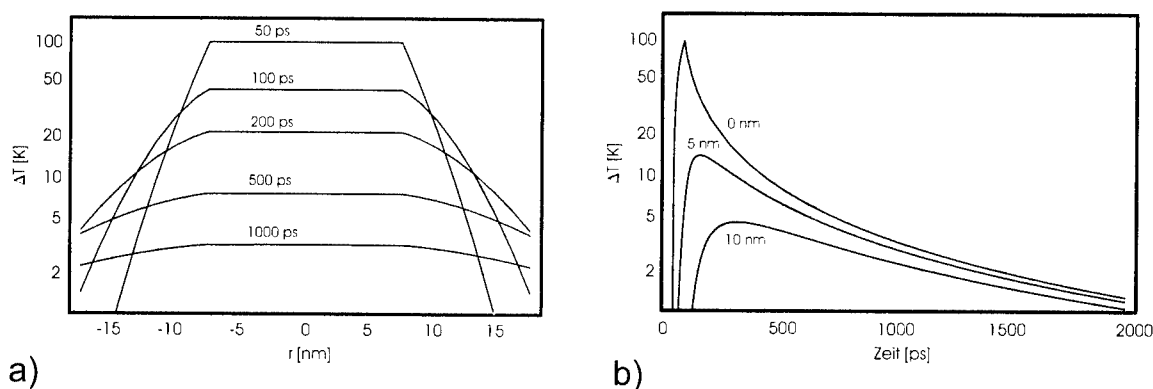 50 ps
100 ps
200 ps
500 ps
1000 ps
100
50
20
10
5
2
ΔT [K]
-15 -10 -5 0 5 10 15
r [nm]
a)
0 nm
5 nm
10 nm
100
50
20
10
5
2
ΔT [K]
0 500 1000 1500 2000
Zeit [ps]
b)